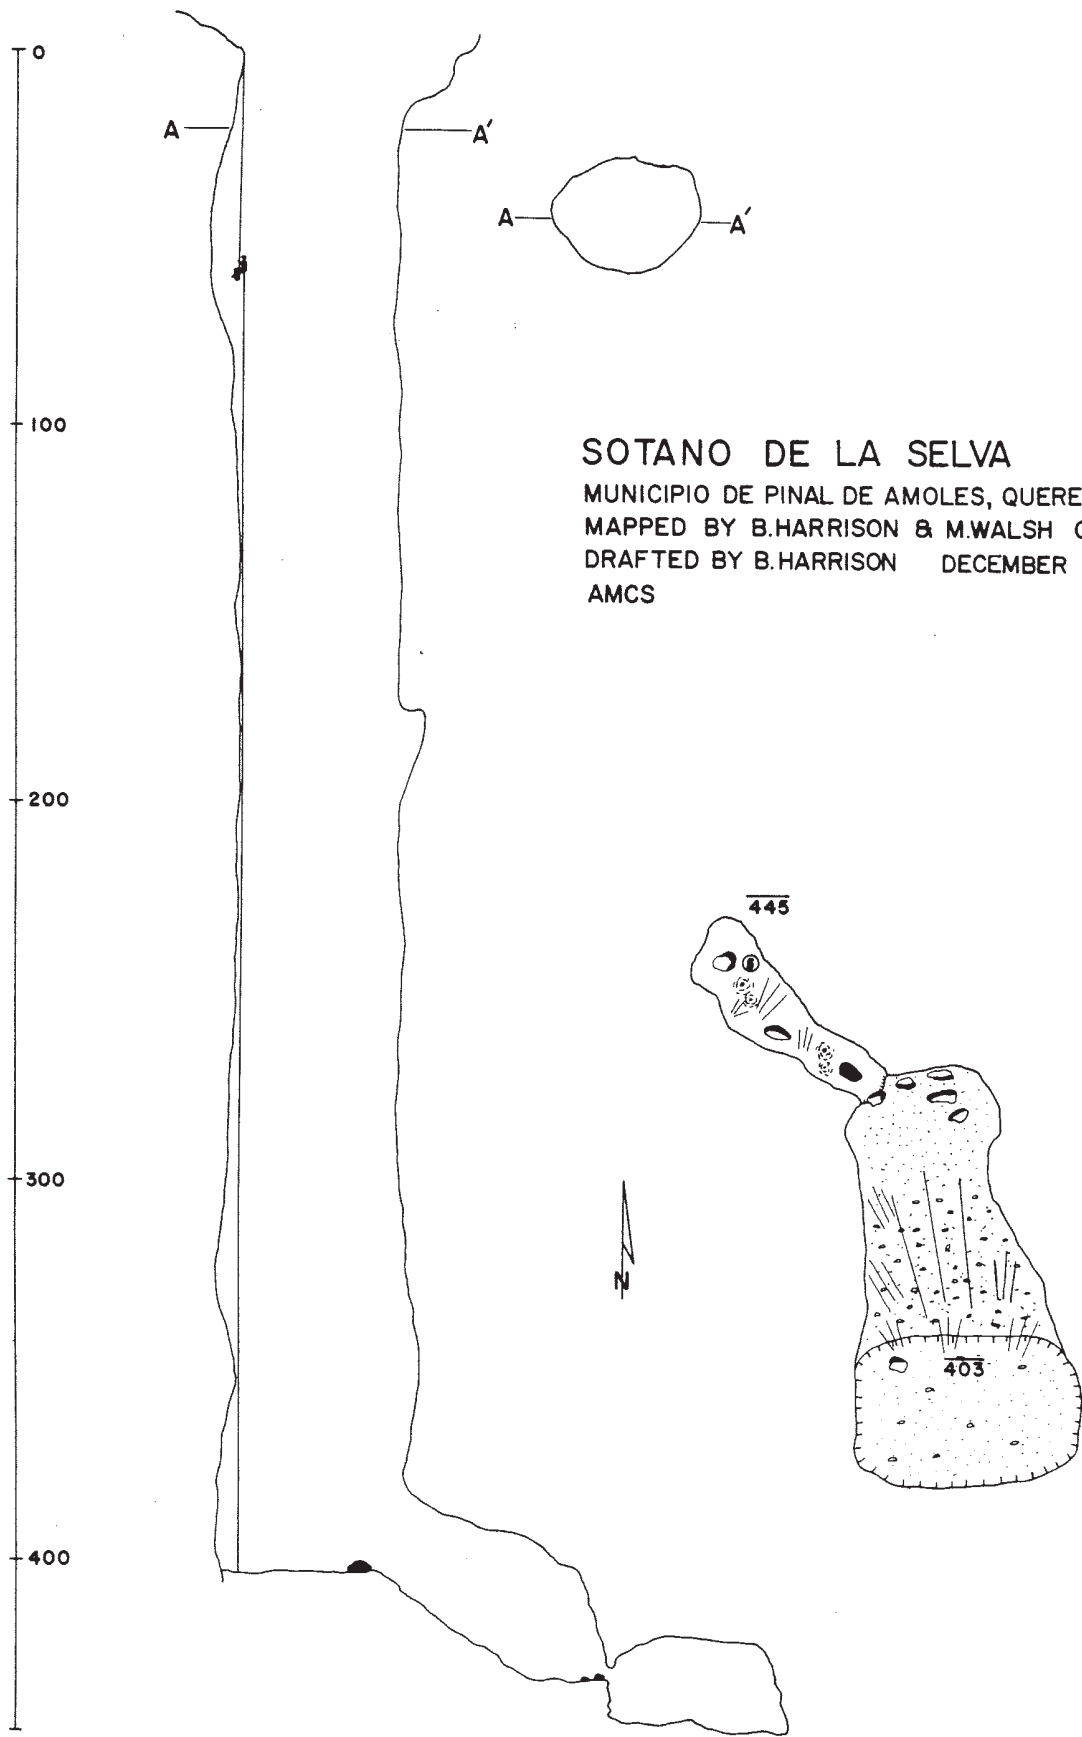 0
A A'
A A'
100
SOTANO DE LA SELVA
MUNICIPIO DE PINAL DE AMOLES, QUERE
MAPPED BY B.HARRISON & M.WALSH
DRAFTED BY B.HARRISON DECEMBER
AMCS
200
445
300
N
403
400